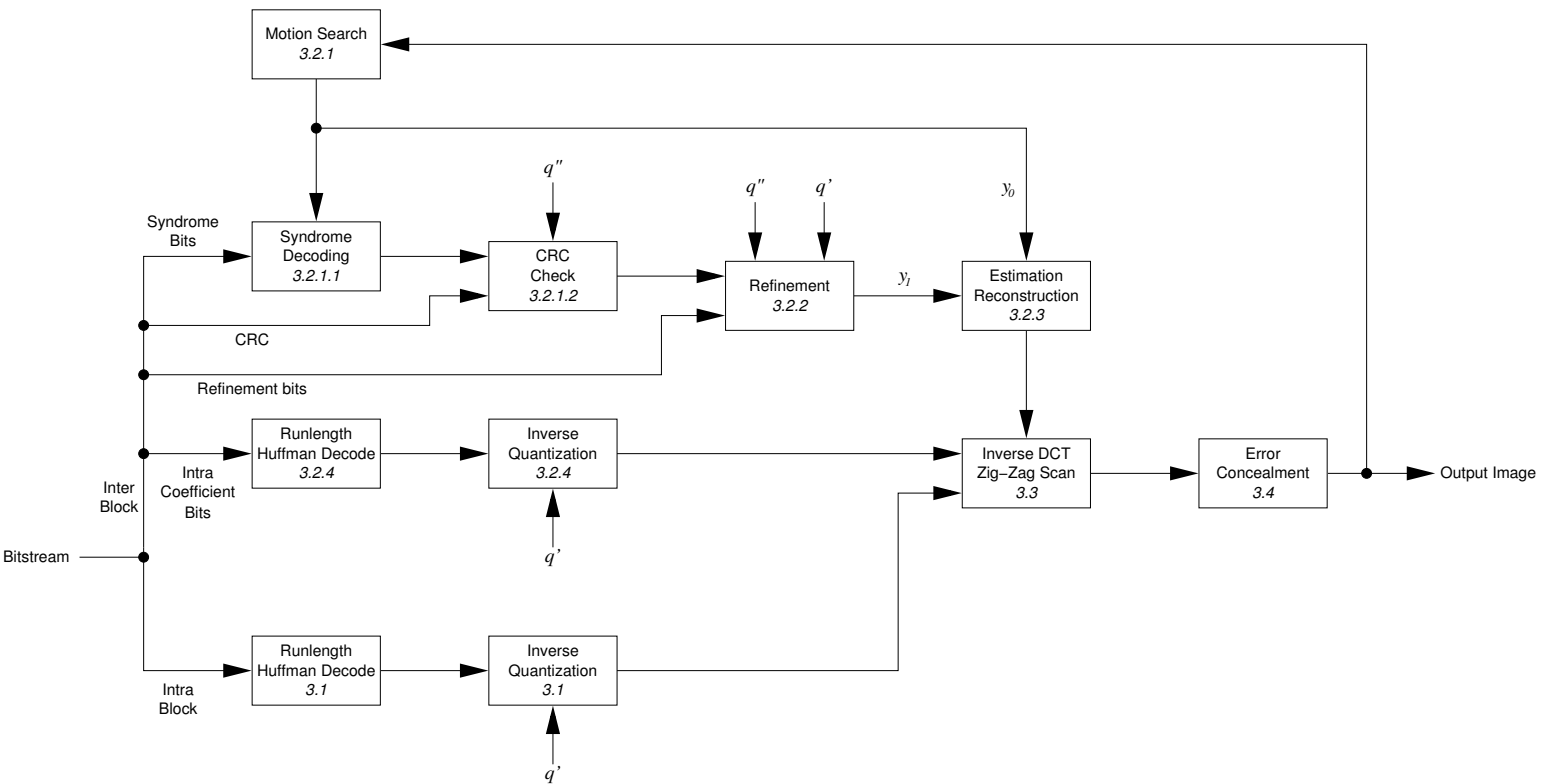 Motion Search
3.2.1
q"
q"
q'
y0
Syndrome
Bits
Syndrome
Decoding
3.2.1.1
CRC
Check
3.2.1.2
Refinement
3.2.2
y1
Estimation
Reconstruction
3.2.3
CRC
Refinement bits
Runlength
Huffman Decode
3.2.4
Inverse
Quantization
3.2.4
Inverse DCT
Zig−Zag Scan
3.3
Error
Concealment
3.4
Output Image
Inter
Block
Intra
Coefficient
Bits
q'
Bitstream
Runlength
Huffman Decode
3.1
Inverse
Quantization
3.1
Intra
Block
q'